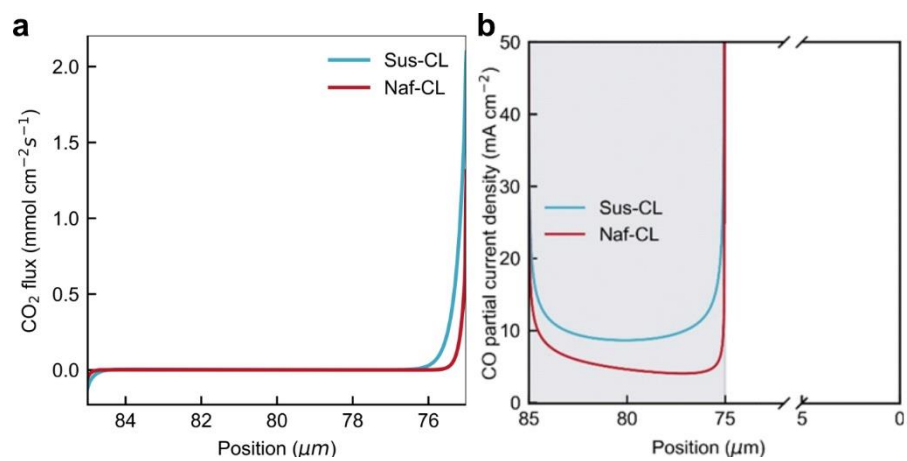 a
Sus-CL
Naf-CL
CO₂ flux (mmol cm⁻²s⁻¹)
2.0
1.5
1.0
0.5
0.0
84
82
80
78
76
Position (μm)
b
Sus-CL
Naf-CL
CO partial current density (mA cm⁻²)
50
40
30
20
10
0
85
80
75
5
0
Position (μm)